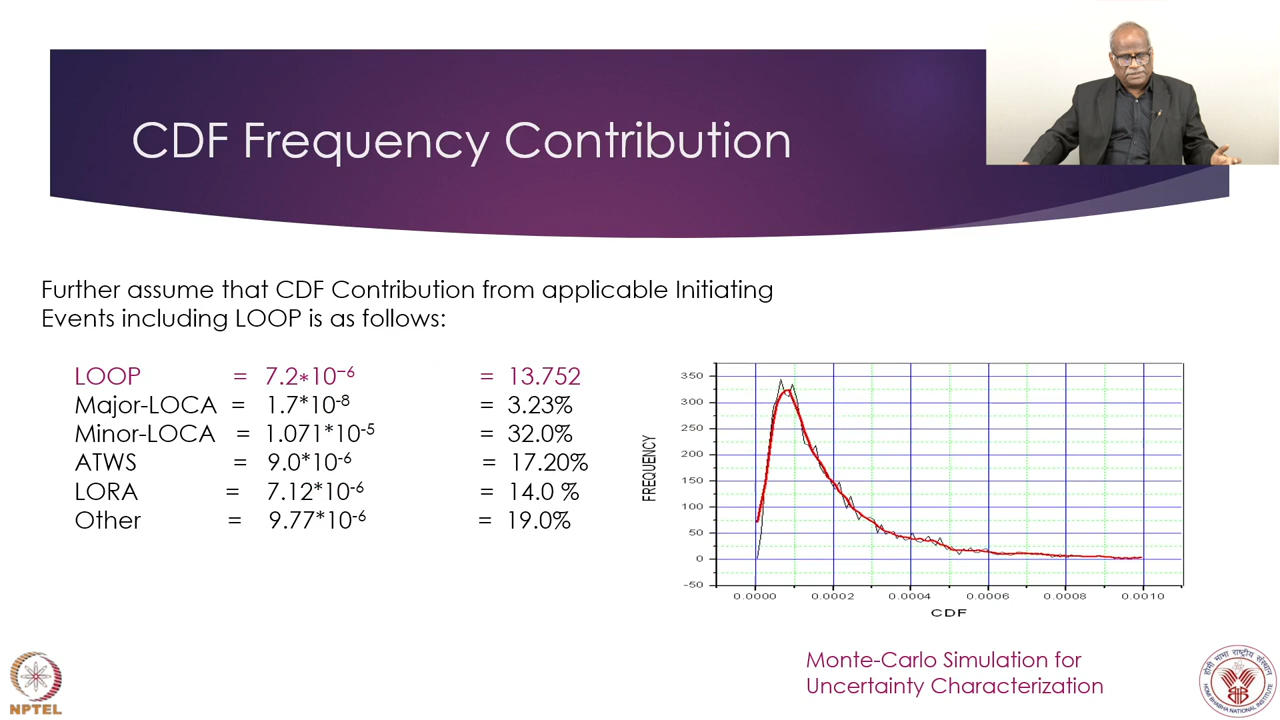 CDF Frequency Contribution
Further assume that CDF Contribution from applicable Initiating
Events including LOOP is as follows:
LOOP = 7.2*10⁻⁶ = 13.752
Major-LOCA = 1.7*10⁻⁸ = 3.23%
Minor-LOCA = 1.071*10⁻⁵ = 32.0%
ATWS = 9.0*10⁻⁶ = 17.20%
LORA = 7.12*10⁻⁶ = 14.0 %
Other = 9.77*10⁻⁶ = 19.0%
350
300
250
200
150
100
50
0
-50
FREQUENCY
0.0000 0.0002 0.0004 0.0006 0.0008 0.0010
CDF
Monte-Carlo Simulation for
Uncertainty Characterization
NPTEL
होमी भाभा राष्ट्रीय संस्थान
HOMI BHABHA NATIONAL INSTITUTE